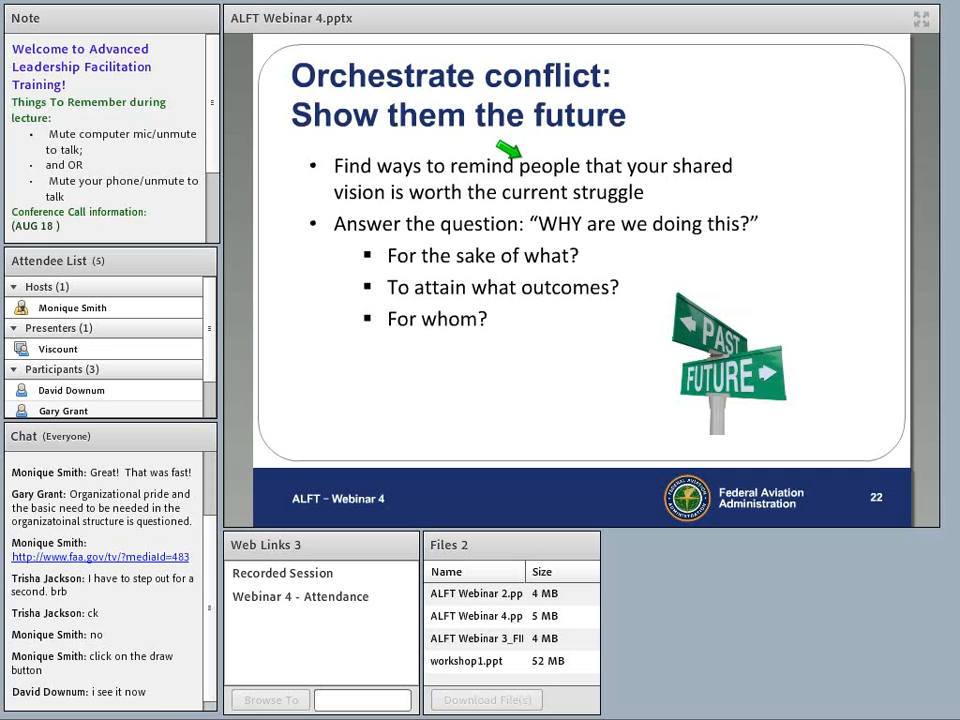 Note
Welcome to Advanced
Leadership Facilitation
Training!
Things To Remember during
lecture:
• Mute computer mic/unmute
to talk;
• and OR
• Mute your phone/unmute to
talk
Conference Call information:
(AUG 18 )
Attendee List (5)
Hosts (1)
Monique Smith
Presenters (1)
Viscount
Participants (3)
David Downum
Gary Grant
Chat (Everyone)
Monique Smith: Great! That was fast!
Gary Grant: Organizational pride and
the basic need to be needed in the
organizatoinal structure is questioned.
Monique Smith:
http://www.faa.gov/tv/?mediaId=483
Trisha Jackson: I have to step out for a
second. brb
Trisha Jackson: ck
Monique Smith: no
Monique Smith: click on the draw
button
David Downum: i see it now
ALFT Webinar 4.pptx
Orchestrate conflict:
Show them the future
• Find ways to remind people that your shared
vision is worth the current struggle
• Answer the question: “WHY are we doing this?”
▪ For the sake of what?
▪ To attain what outcomes?
▪ For whom?
PAST
FUTURE
ALFT – Webinar 4
Federal Aviation
Administration
22
Web Links 3
Recorded Session
Webinar 4 - Attendance
Browse To
Files 2
Name Size
ALFT Webinar 2.pp 4 MB
ALFT Webinar 4.pp 5 MB
ALFT Webinar 3_FII 4 MB
workshop1.ppt 52 MB
Download File(s)